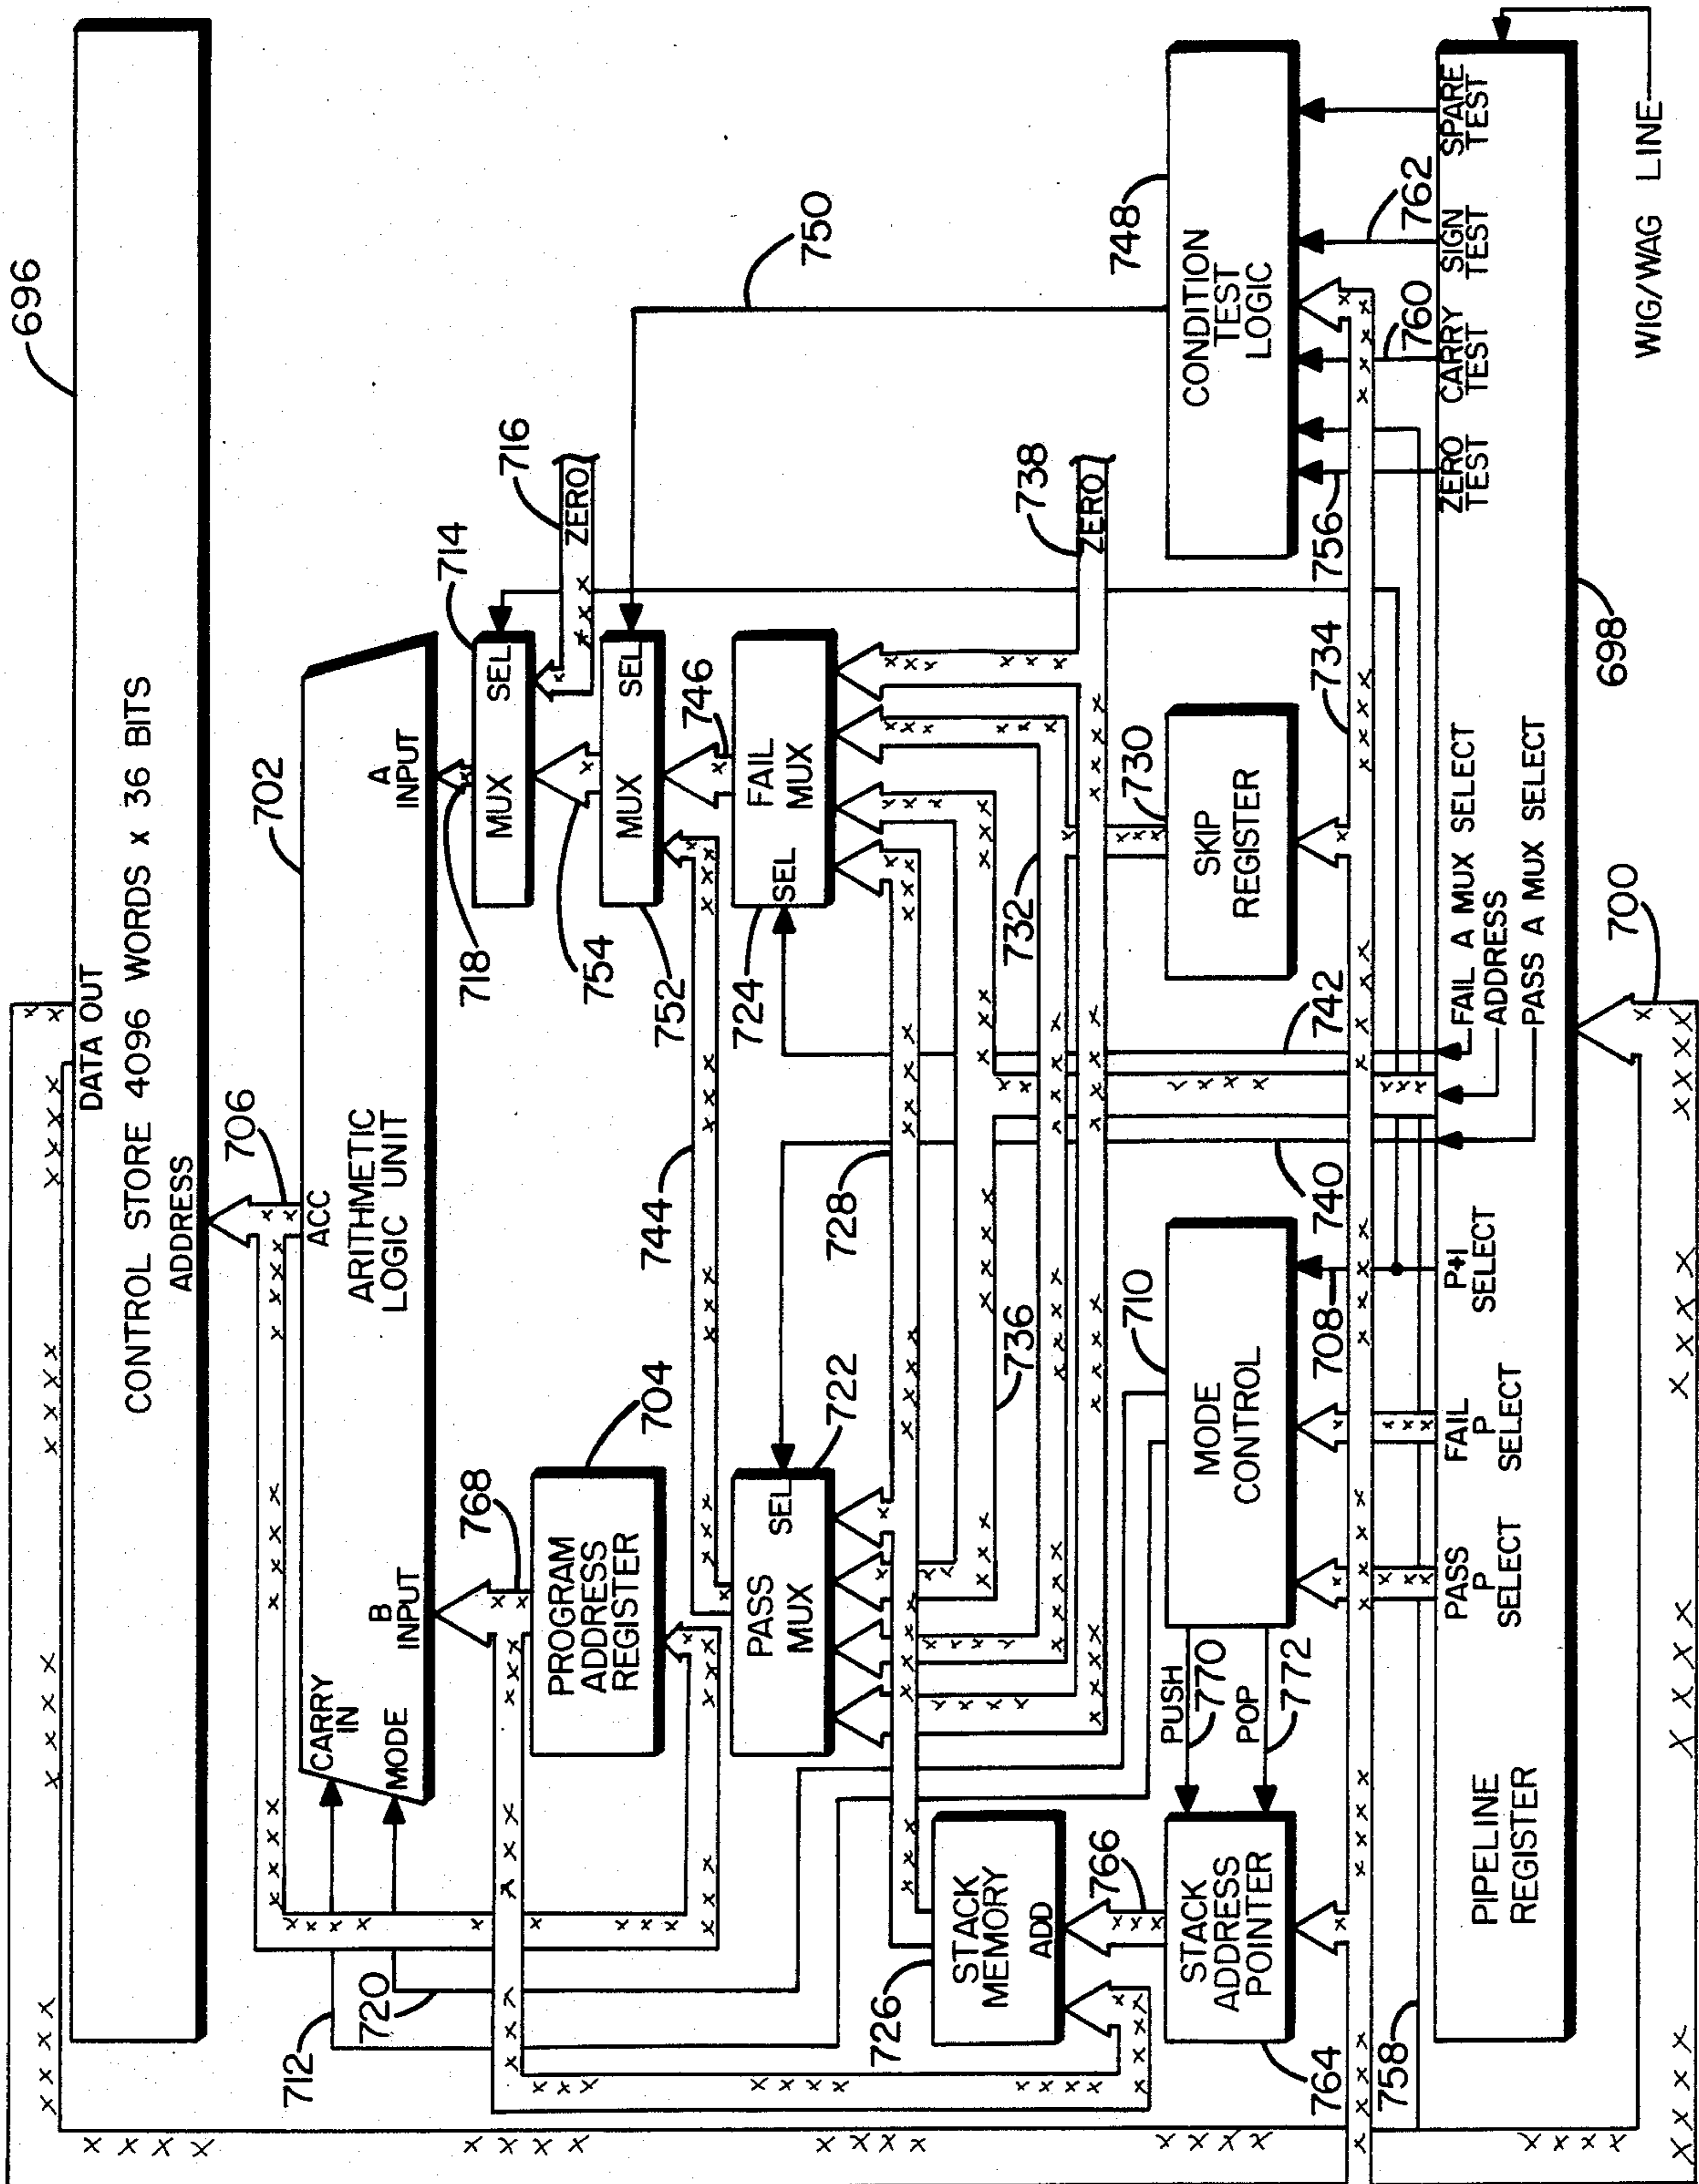 696
DATA OUT
CONTROL STORE 4096 WORDS x 36 BITS
ADDRESS
706
702
ACC
CARRY
IN
MODE
ARITHMETIC
LOGIC UNIT
B
INPUT
A
INPUT
712
720
768
704
718
714
716
MUX
SEL
ZERO
PROGRAM
ADDRESS
REGISTER
754
752
MUX
SEL
750
744
722
PASS
MUX
SEL
724
746
SEL
FAIL
MUX
728
726
STACK
MEMORY
ADD
736
732
738
ZERO
766
PUSH
770
POP
772
710
MODE
CONTROL
730
SKIP
REGISTER
748
CONDITION
TEST
LOGIC
764
STACK
ADDRESS
POINTER
708
740
742
734
756
760
762
758
PIPELINE
REGISTER
PASS
P
SELECT
FAIL
P
SELECT
P+1
SELECT
FAIL A MUX SELECT
ADDRESS
PASS A MUX SELECT
ZERO
TEST
CARRY
TEST
SIGN
TEST
SPARE
TEST
698
700
WIG/WAG LINE